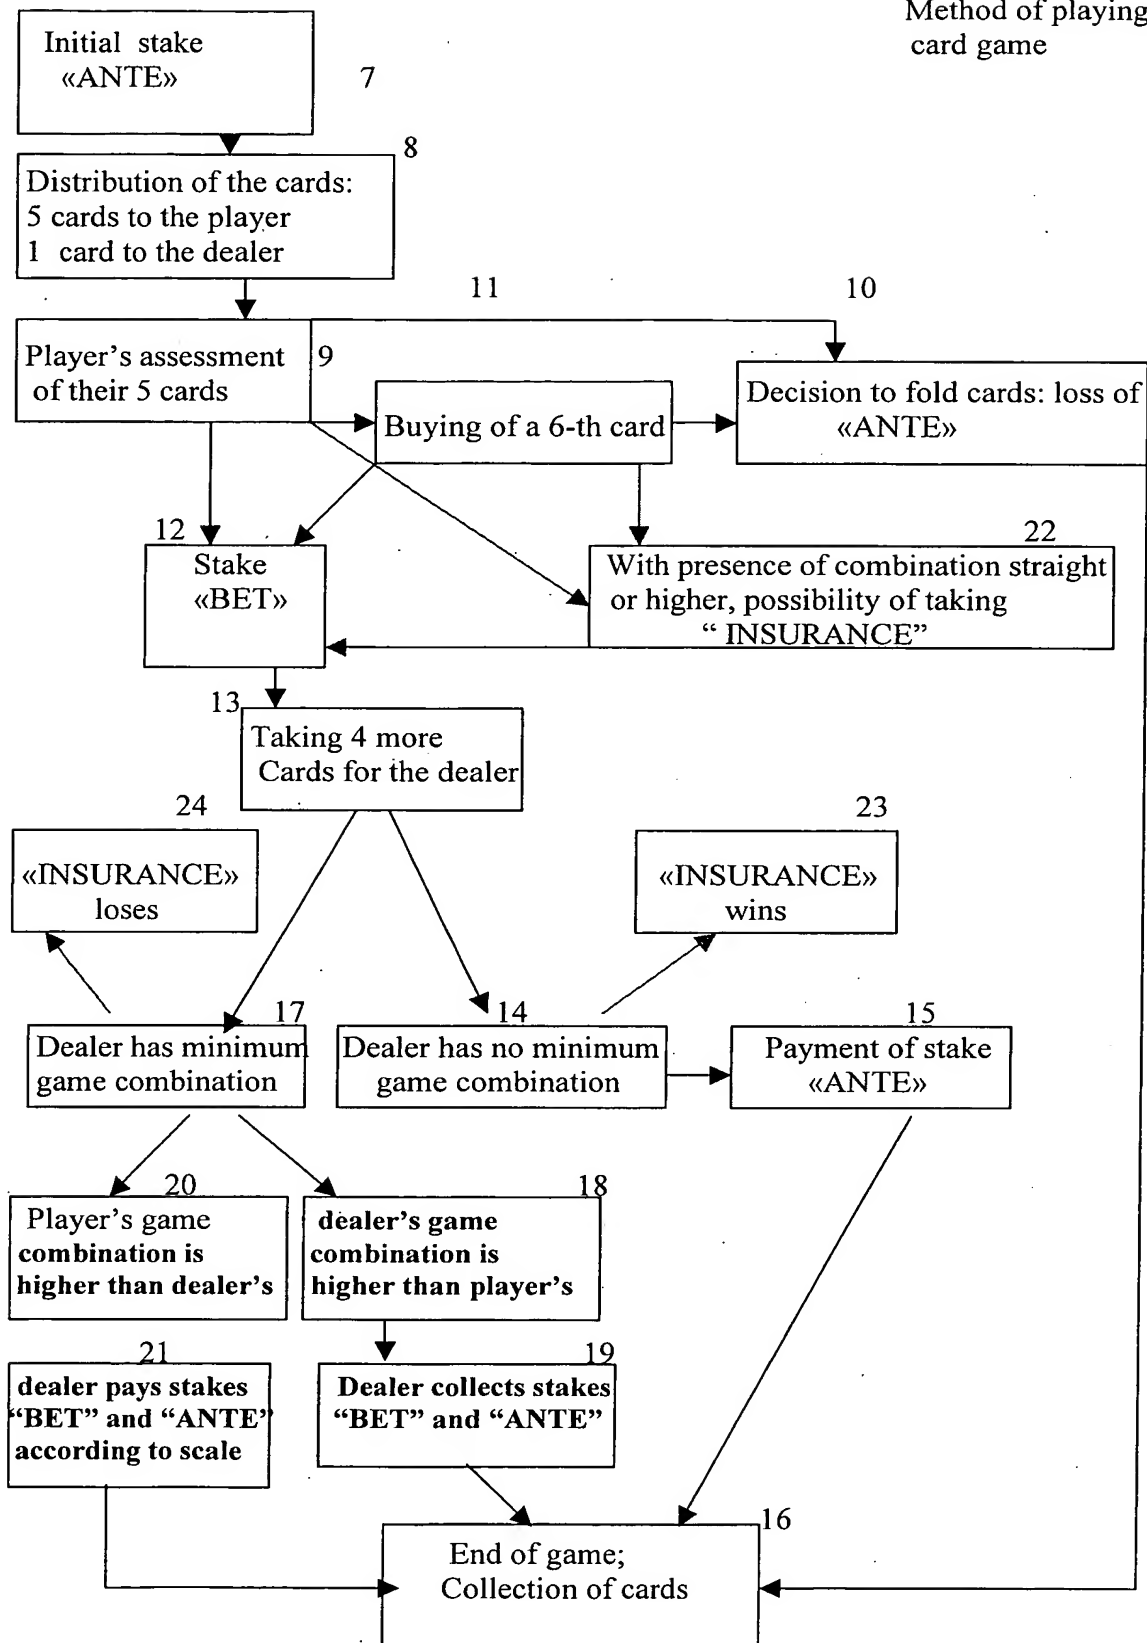 Method of playing
card game
Initial stake
«ANTE»
7
8
Distribution of the cards:
5 cards to the player
1 card to the dealer
11
10
Player's assessment
of their 5 cards
9
Buying of a 6-th card
Decision to fold cards: loss of
«ANTE»
12
Stake
«BET»
22
With presence of combination straight
or higher, possibility of taking
“ INSURANCE”
13
Taking 4 more
Cards for the dealer
24
«INSURANCE»
loses
23
«INSURANCE»
wins
17
Dealer has minimum
game combination
14
Dealer has no minimum
game combination
15
Payment of stake
«ANTE»
20
Player's game
combination is
higher than dealer's
18
dealer's game
combination is
higher than player's
21
dealer pays stakes
“BET” and “ANTE”
according to scale
19
Dealer collects stakes
“BET” and “ANTE”
16
End of game;
Collection of cards